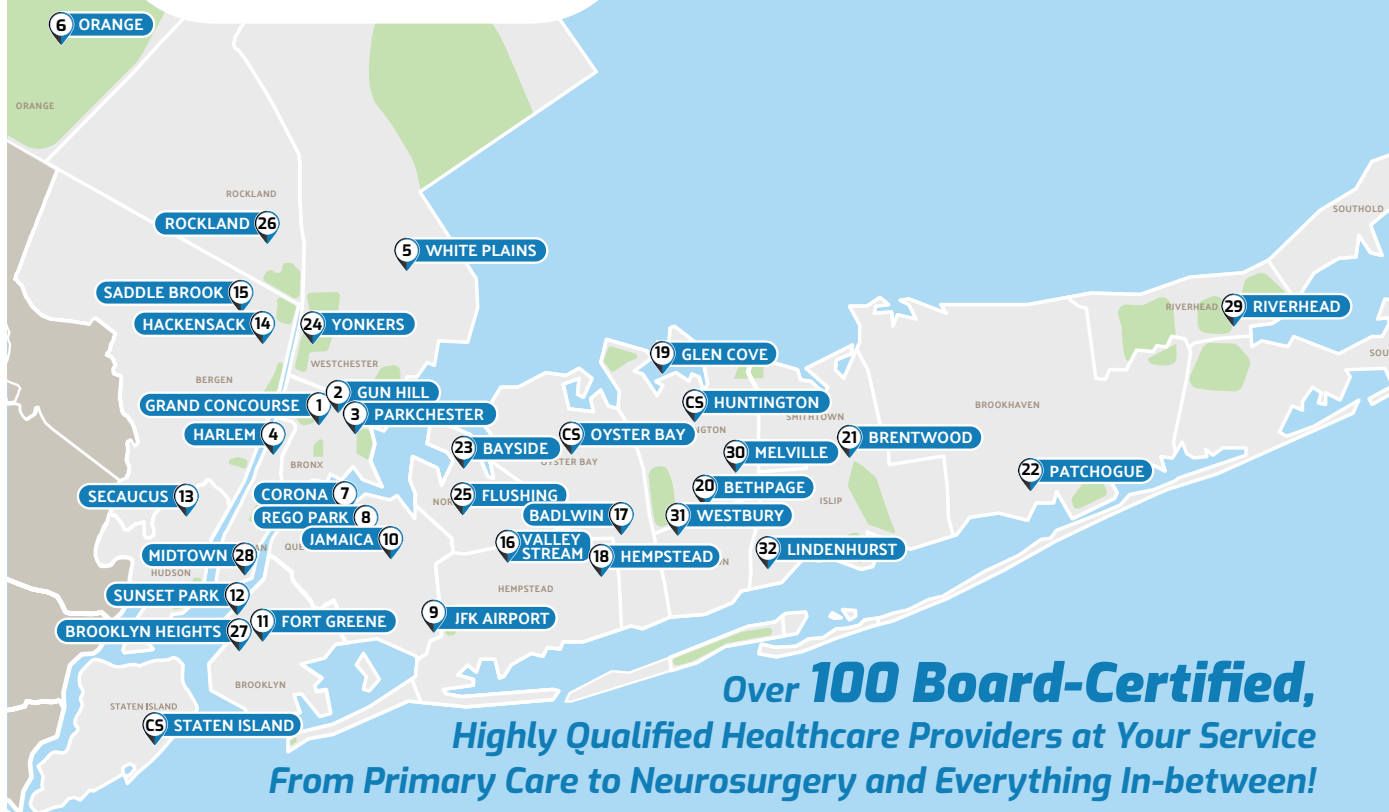 6 ORANGE
ORANGE
ROCKLAND
ROCKLAND 26
SOUTHOLD
5 WHITE PLAINS
SADDLE BROOK 15
HACKENSACK 14
24 YONKERS
RIVERHEAD
29 RIVERHEAD
19 GLEN COVE
SOU
WESTCHESTER
BERGEN
2 GUN HILL
GRAND CONCOURSE 1
3 PARKCHESTER
CS HUNTINGTON
SMITHTOWN
BROOKHAVEN
HARLEM 4
NGTON
CS OYSTER BAY
21 BRENTWOOD
23 BAYSIDE
30 MELVILLE
OYSTER BAY
BRONX
22 PATCHOGUE
SECAUCUS 13
CORONA 7
25 FLUSHING
NOR
20 BETHPAGE
ISLIP
REGO PARK 8
BADLWIN 17
31 WESTBURY
JAMAICA 10
QUE
16 VALLEY
STREAM
MIDTOWN 28
AN
18 HEMPSTEAD
N
32 LINDENHURST
HUDSON
HEMPSTEAD
SUNSET PARK 12
9 JFK AIRPORT
11 FORT GREENE
BROOKLYN HEIGHTS 27
BROOKLYN
STATEN ISLAND
CS STATEN ISLAND
Over 100 Board-Certified,
Highly Qualified Healthcare Providers at Your Service
From Primary Care to Neurosurgery and Everything In-between!